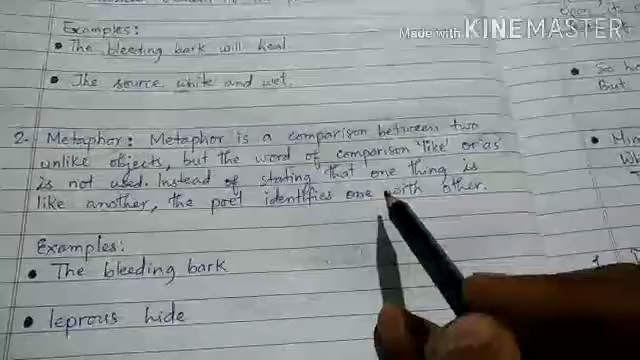 Made with KINEMASTER
Examples:
• The bleeding bark will heal.
• The source, white and wet.
So h
But
2. Metaphor: Metaphor is a comparison between two
unlike objects, but the word of comparison 'like' or 'as'
is not used. Instead of stating that one thing is
like another, the poet identifies one with other.
Examples:
• The bleeding bark
• leprous hide